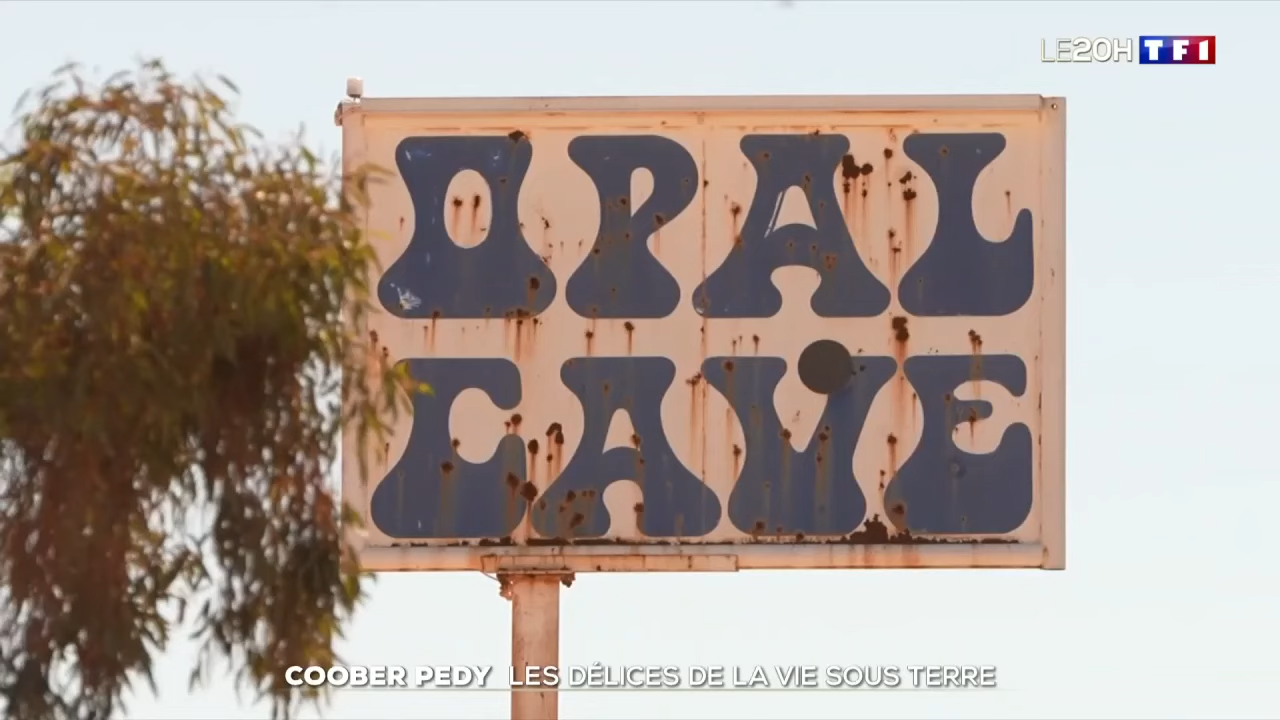 LE20H TF1
OPAL
CAVE
COOBER PEDY LES DÉLICES DE LA VIE SOUS TERRE